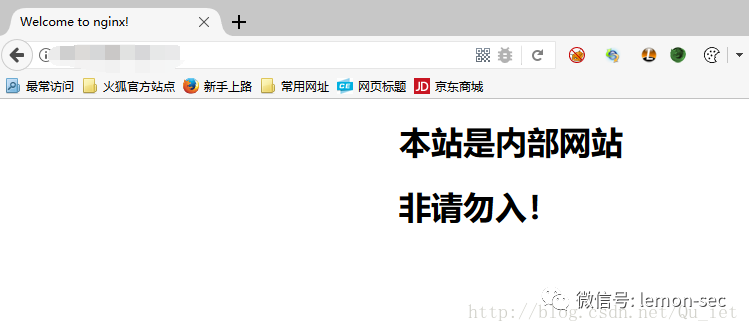 Welcome to nginx!
最常访问 火狐官方站点 新手上路 常用网址 CE 网页标题 JD 京东商城
本站是内部网站
非请勿入！
微信号: lemon-sec
http://blog.csdn.net/Qu_iet